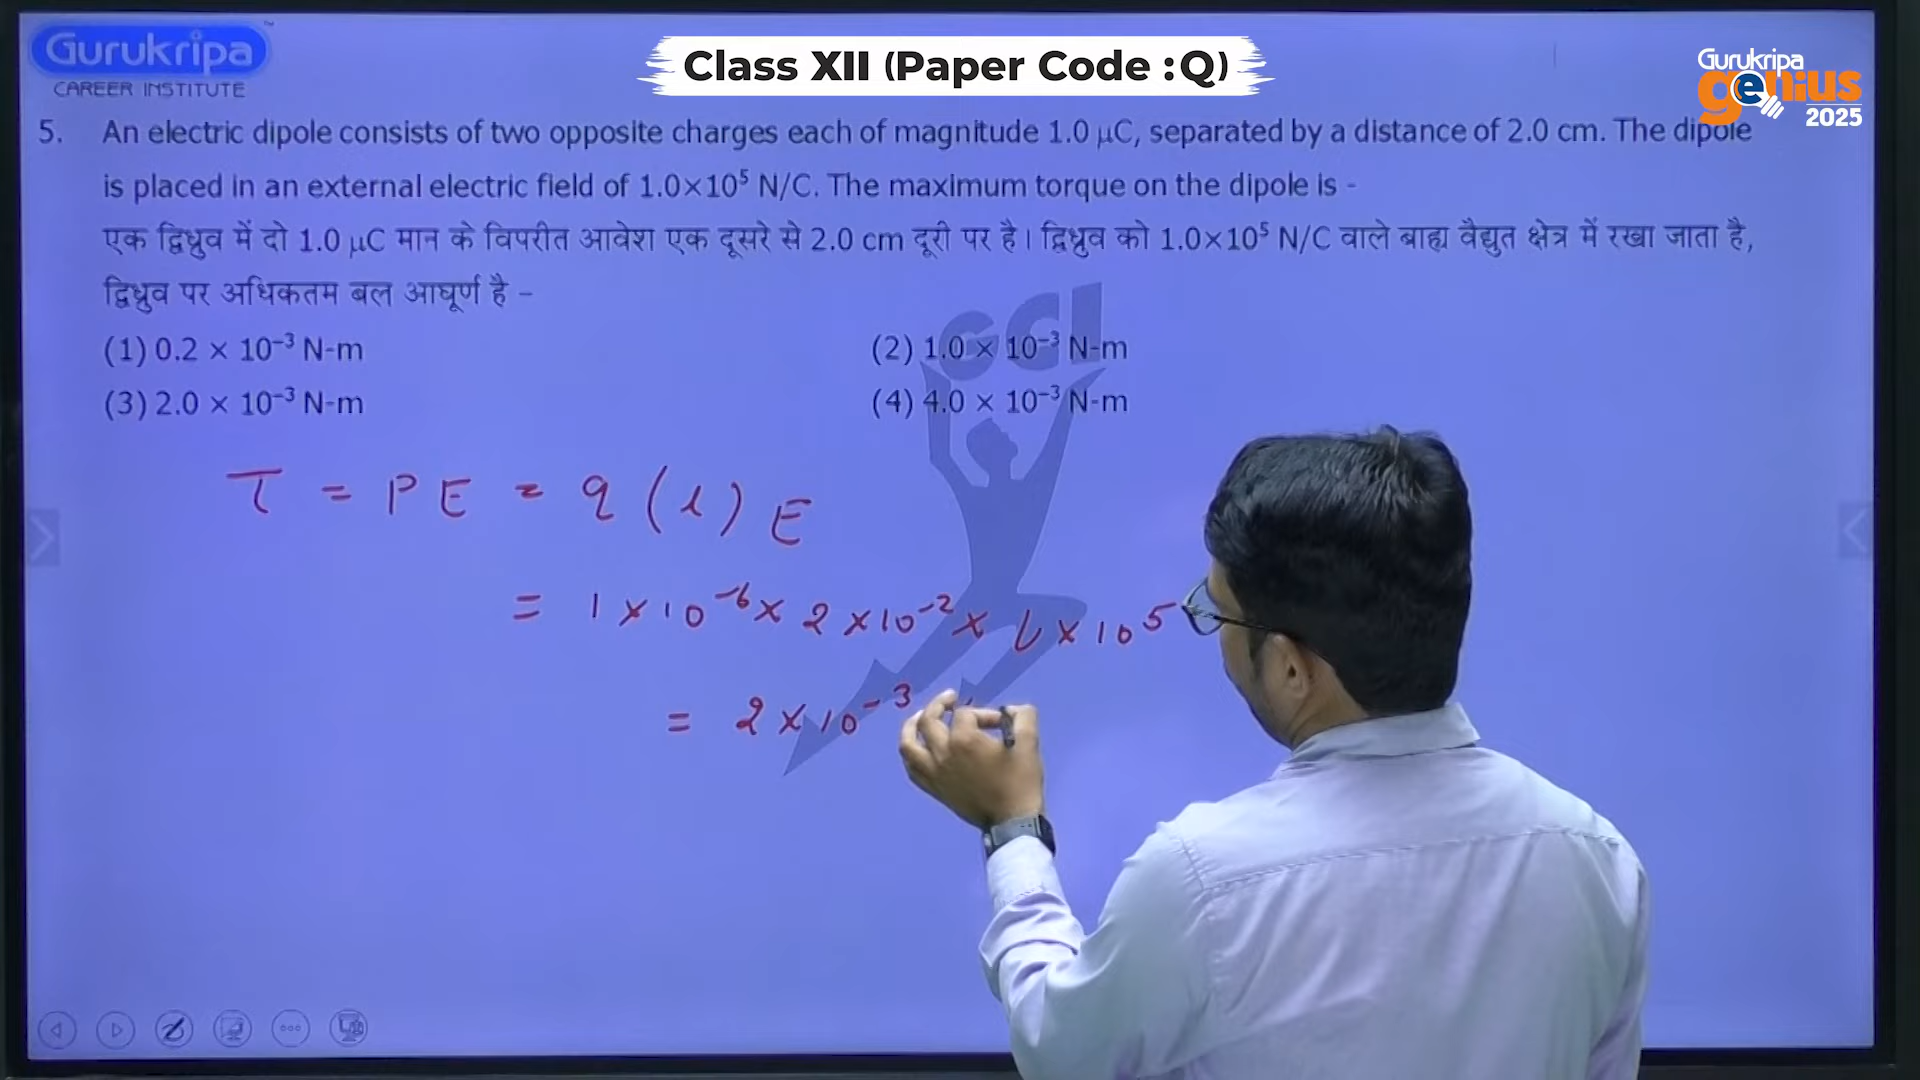 Gurukripa
CAREER INSTITUTE
Class XII (Paper Code :Q)
Gurukripa
genius
2025
5. An electric dipole consists of two opposite charges each of magnitude 1.0 μC, separated by a distance of 2.0 cm. The dipole
is placed in an external electric field of 1.0×10⁵ N/C. The maximum torque on the dipole is -
एक द्विध्रुव में दो 1.0 μC मान के विपरीत आवेश एक दूसरे से 2.0 cm दूरी पर है। द्विध्रुव को 1.0×10⁵ N/C वाले बाह्य वैद्युत क्षेत्र में रखा जाता है,
द्विध्रुव पर अधिकतम बल आघूर्ण है –
(1) 0.2 × 10⁻³ N-m (2) 1.0 × 10⁻³ N-m
(3) 2.0 × 10⁻³ N-m (4) 4.0 × 10⁻³ N-m
GCI
τ = PE = q (l) E
= 1 × 10⁻⁶ × 2 × 10⁻² × 1 × 10⁵
= 2 × 10⁻³